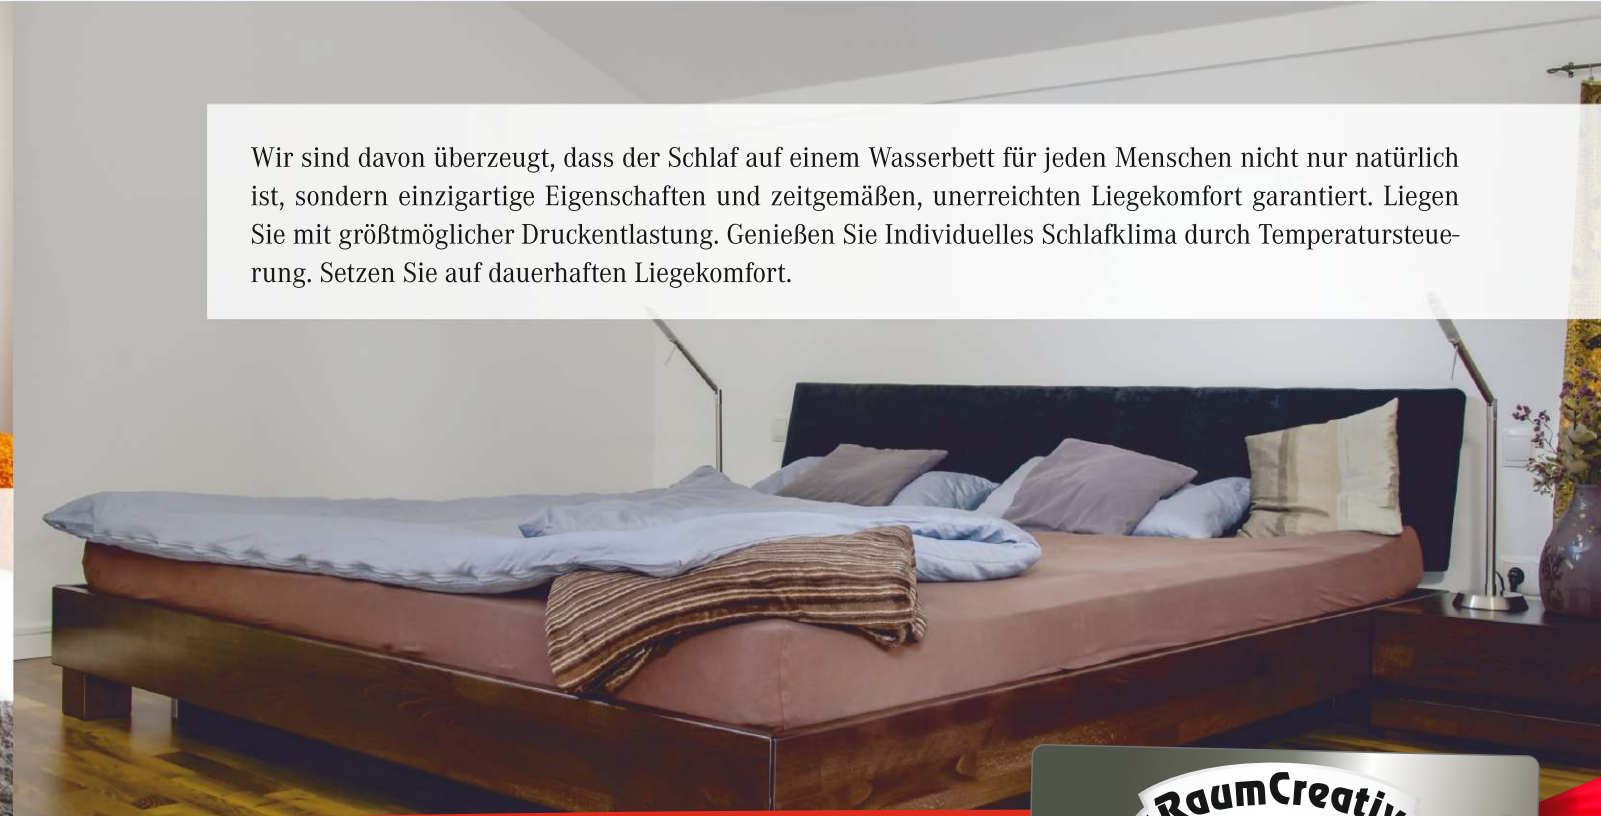 Wir sind davon überzeugt, dass der Schlaf auf einem Wasserbett für jeden Menschen nicht nur natürlich
ist, sondern einzigartige Eigenschaften und zeitgemäßen, unerreichten Liegekomfort garantiert. Liegen
Sie mit größtmöglicher Druckentlastung. Genießen Sie Individuelles Schlafklima durch Temperatursteue-
rung. Setzen Sie auf dauerhaften Liegekomfort.
RaumCreativ